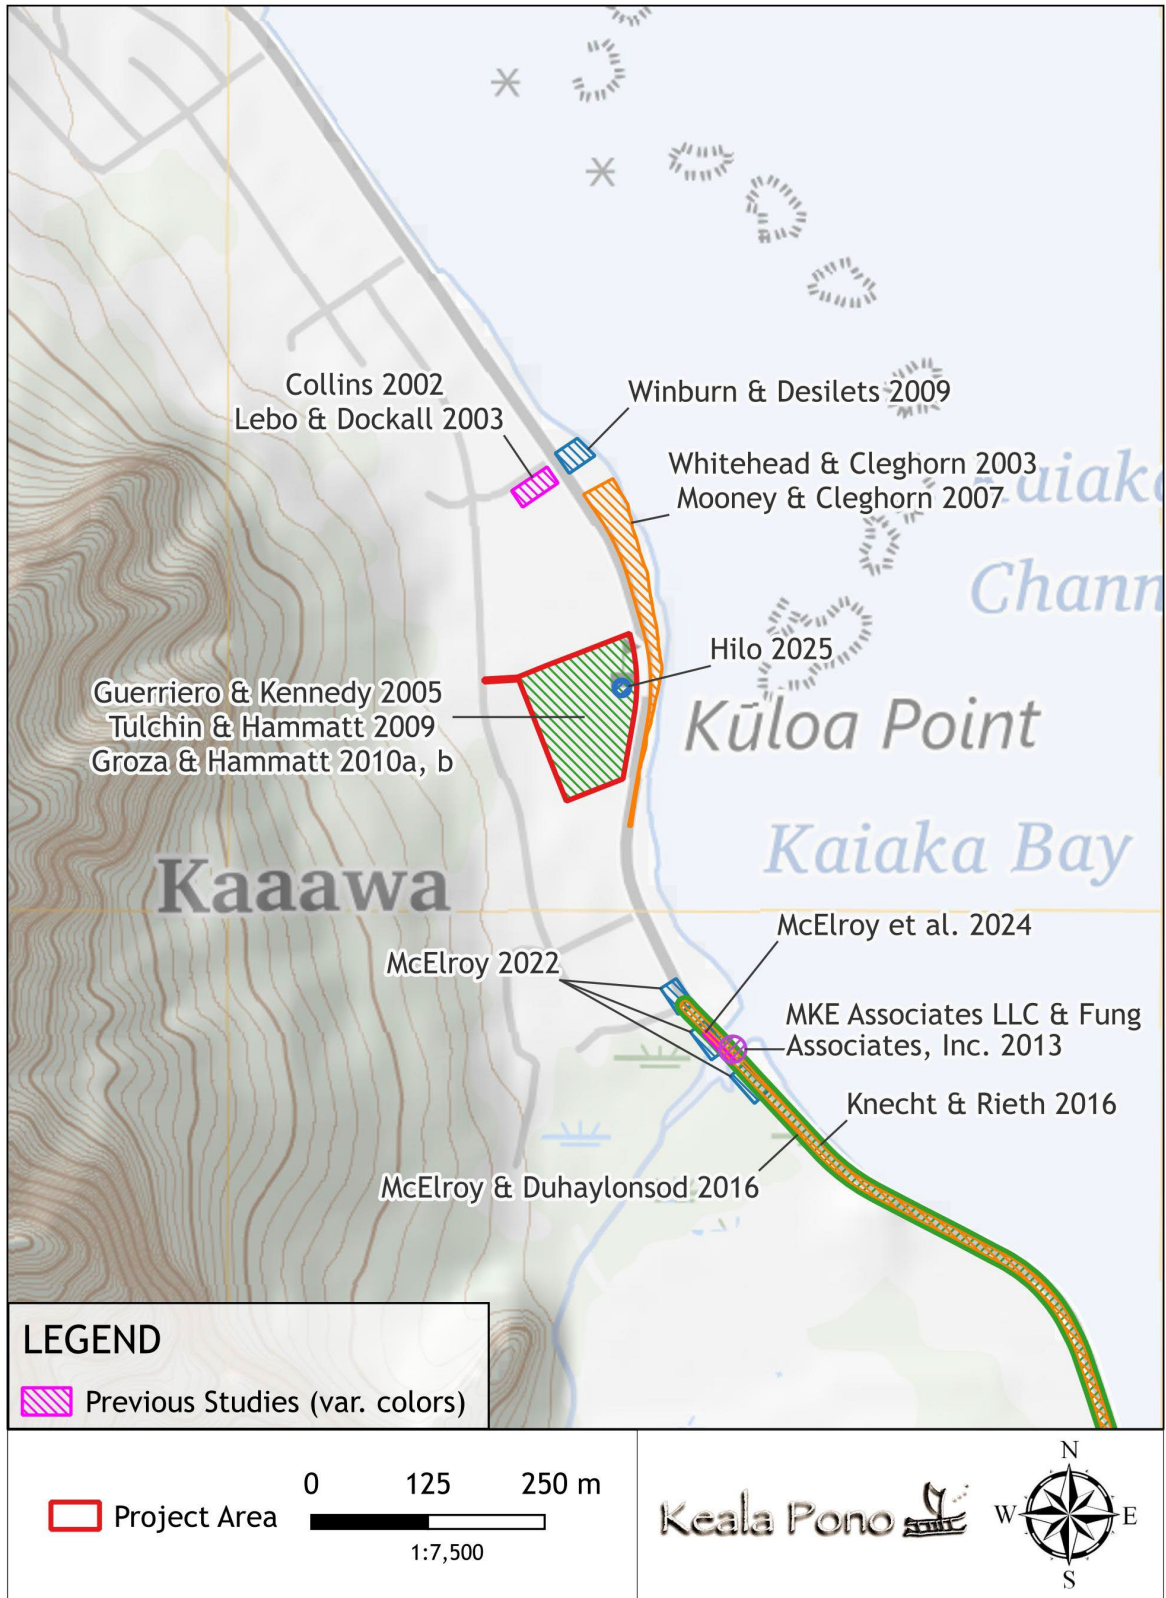 Collins 2002
Lebo & Dockall 2003
Winburn & Desilets 2009
Whitehead & Cleghorn 2003
Mooney & Cleghorn 2007
Kaiaka
Chann
Hilo 2025
Guerriero & Kennedy 2005
Tulchin & Hammatt 2009
Groza & Hammatt 2010a, b
Kūloa Point
Kaiaka Bay
Kaaawa
McElroy et al. 2024
McElroy 2022
MKE Associates LLC & Fung
Associates, Inc. 2013
Knecht & Rieth 2016
McElroy & Duhaylonsod 2016
LEGEND
Previous Studies (var. colors)
Project Area
0 125 250 m
1:7,500
Keala Pono
N
W E
S